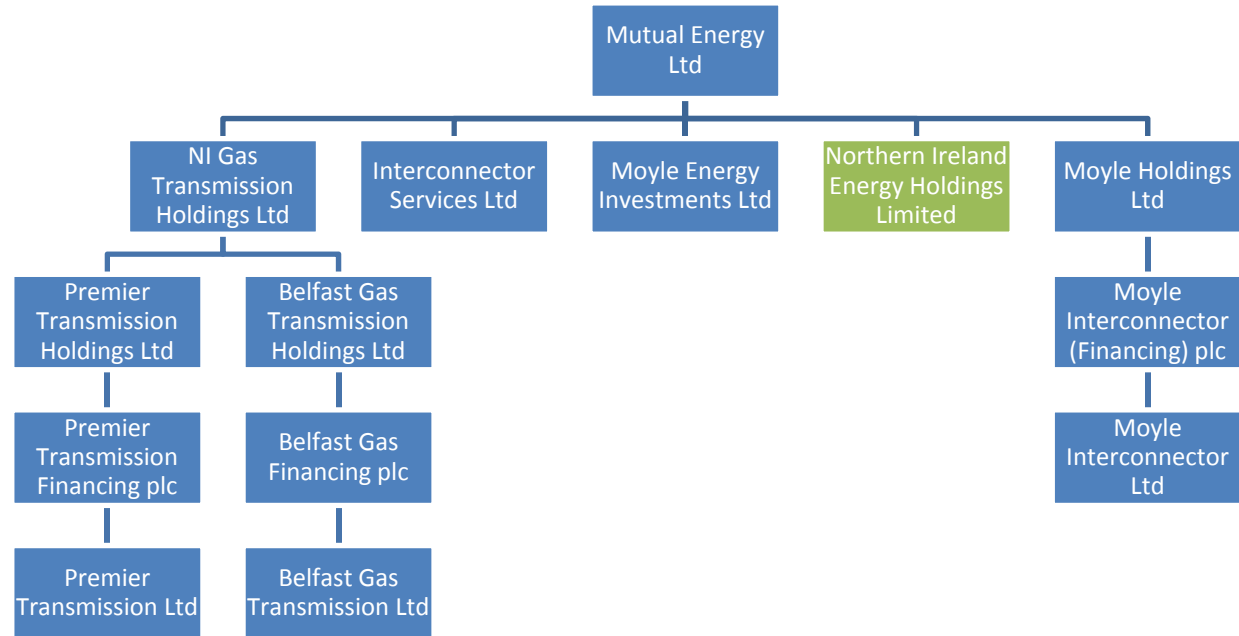 Mutual Energy
Ltd
NI Gas
Transmission
Holdings Ltd
Interconnector
Services Ltd
Moyle Energy
Investments Ltd
Northern Ireland
Energy Holdings
Limited
Moyle Holdings
Ltd
Premier
Transmission
Holdings Ltd
Belfast Gas
Transmission
Holdings Ltd
Moyle
Interconnector
(Financing) plc
Premier
Transmission
Financing plc
Belfast Gas
Financing plc
Moyle
Interconnector
Ltd
Premier
Transmission Ltd
Belfast Gas
Transmission Ltd